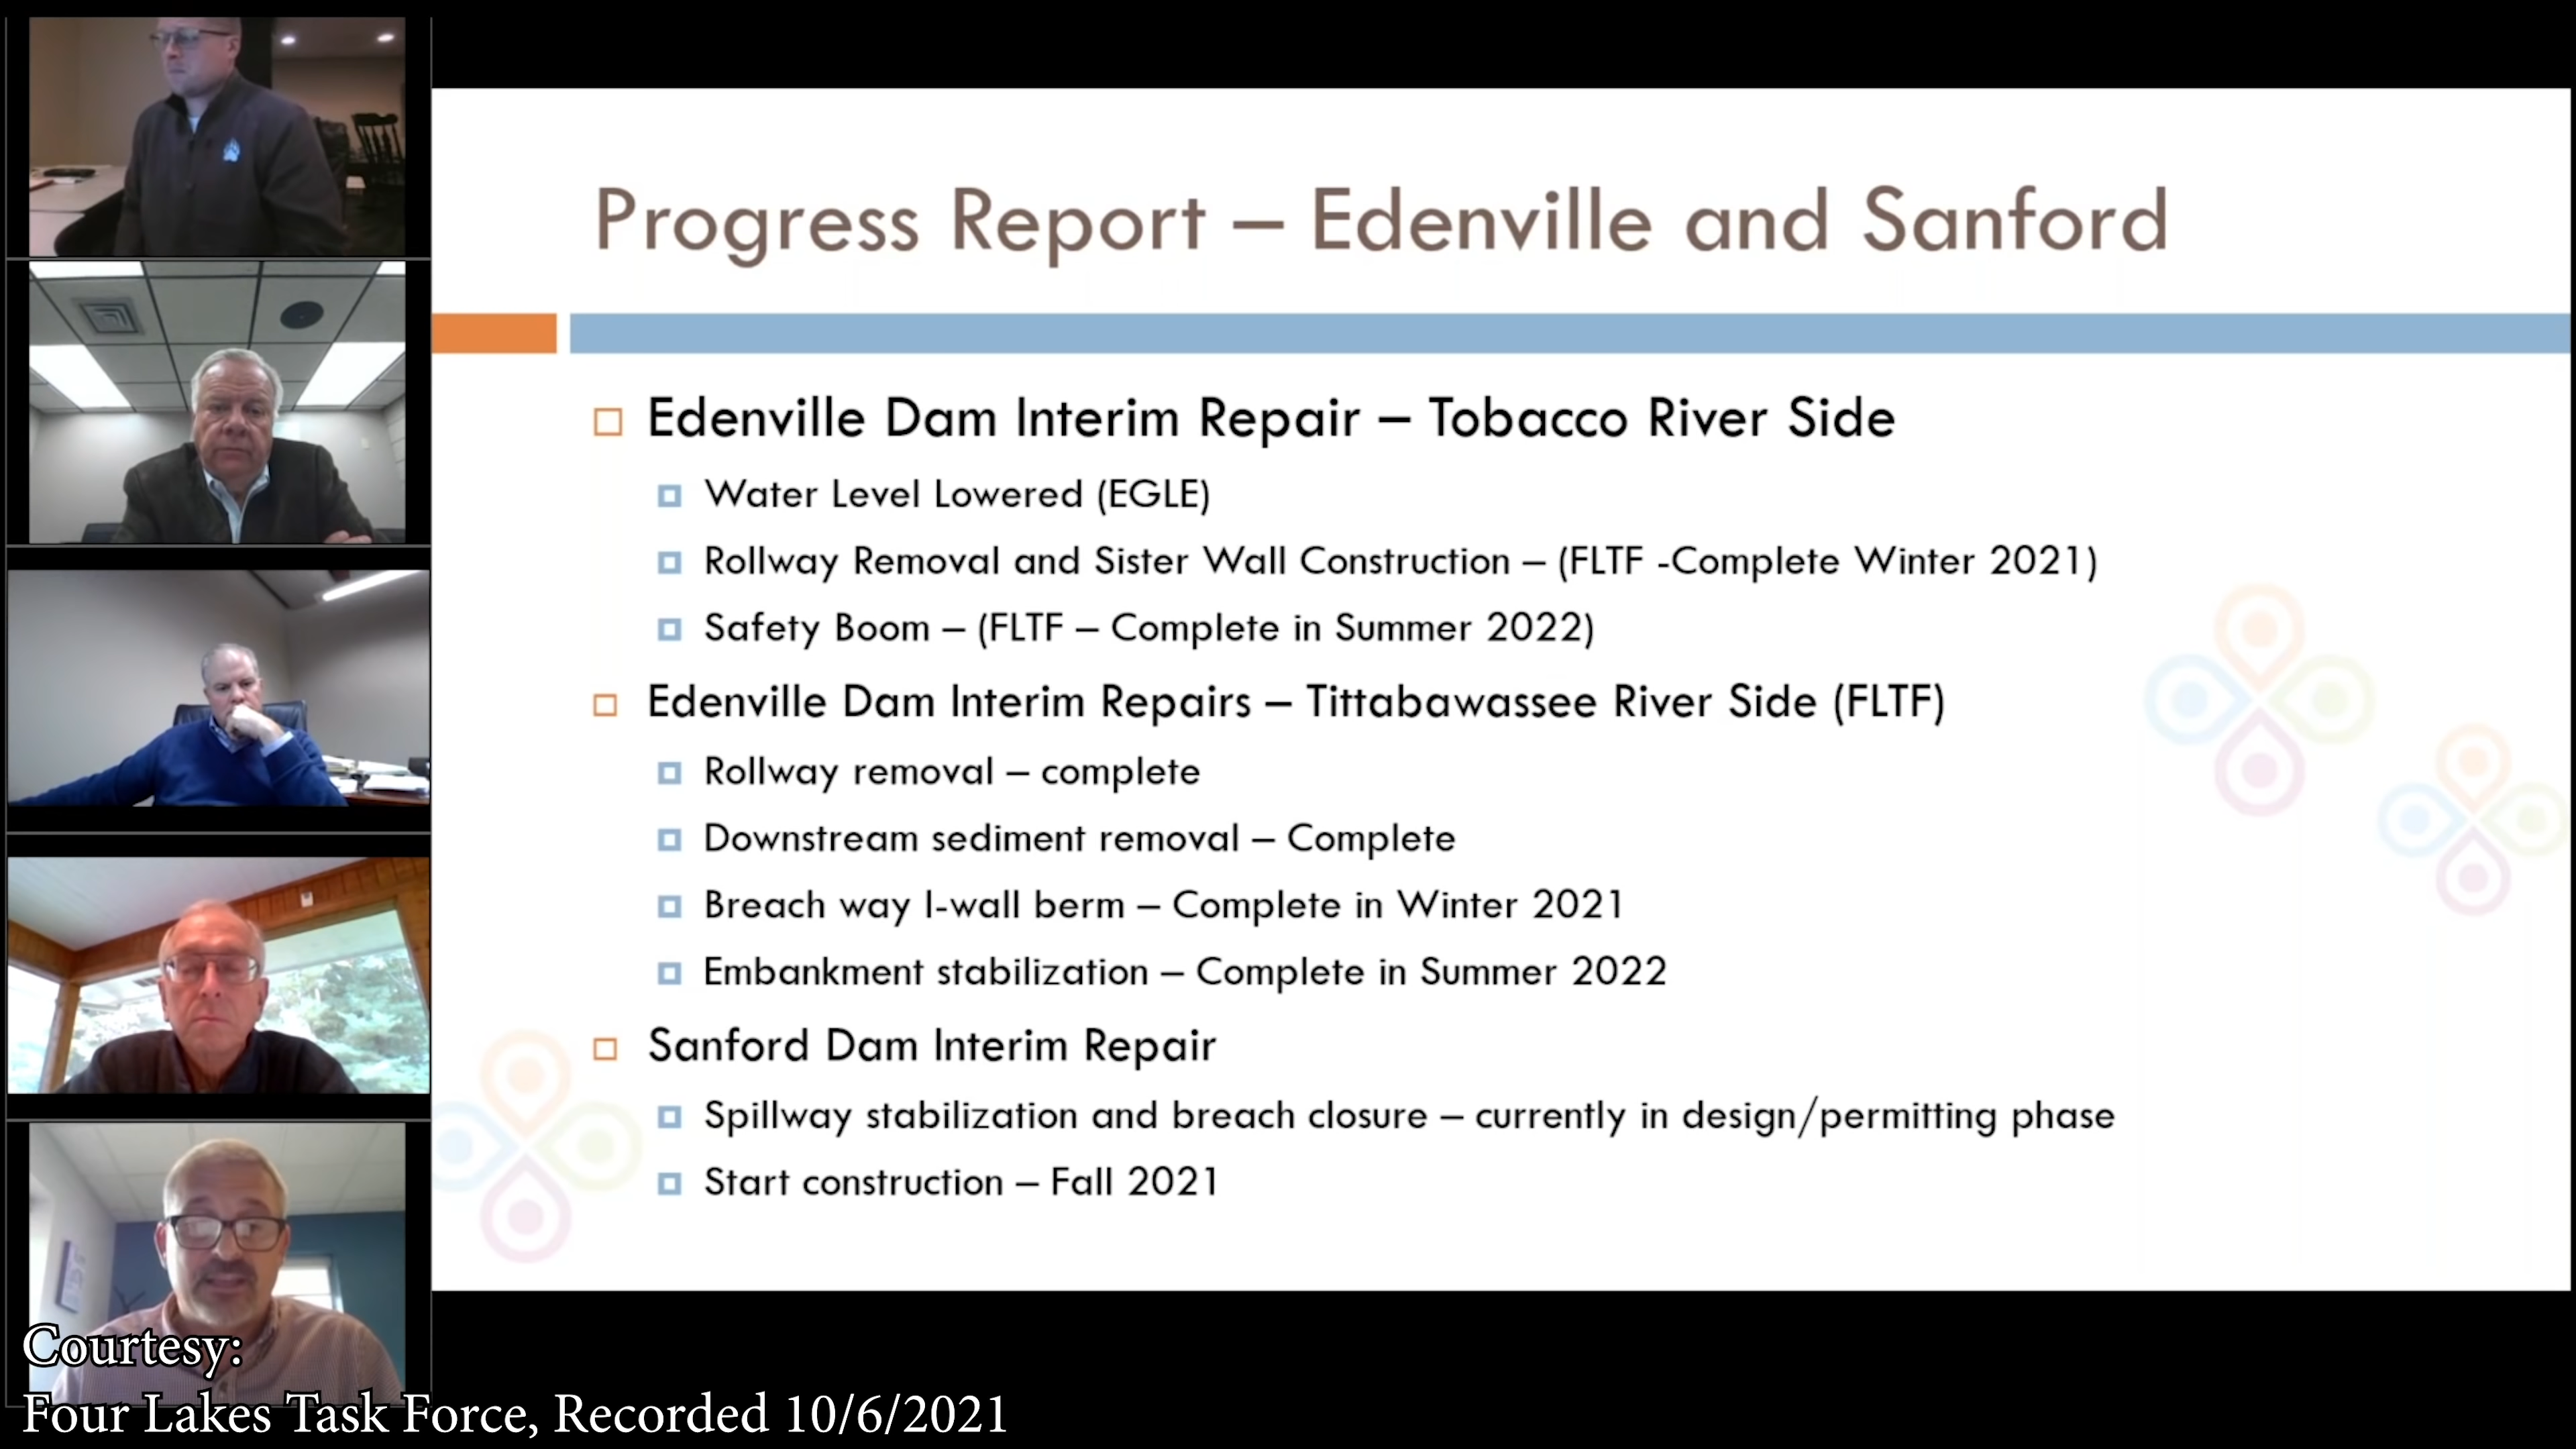 Progress Report – Edenville and Sanford
Edenville Dam Interim Repair – Tobacco River Side
Water Level Lowered (EGLE)
Rollway Removal and Sister Wall Construction – (FLTF -Complete Winter 2021)
Safety Boom – (FLTF – Complete in Summer 2022)
Edenville Dam Interim Repairs – Tittabawassee River Side (FLTF)
Rollway removal – complete
Downstream sediment removal – Complete
Breach way I-wall berm – Complete in Winter 2021
Embankment stabilization – Complete in Summer 2022
Sanford Dam Interim Repair
Spillway stabilization and breach closure – currently in design/permitting phase
Start construction – Fall 2021
Courtesy:
Four Lakes Task Force, Recorded 10/6/2021